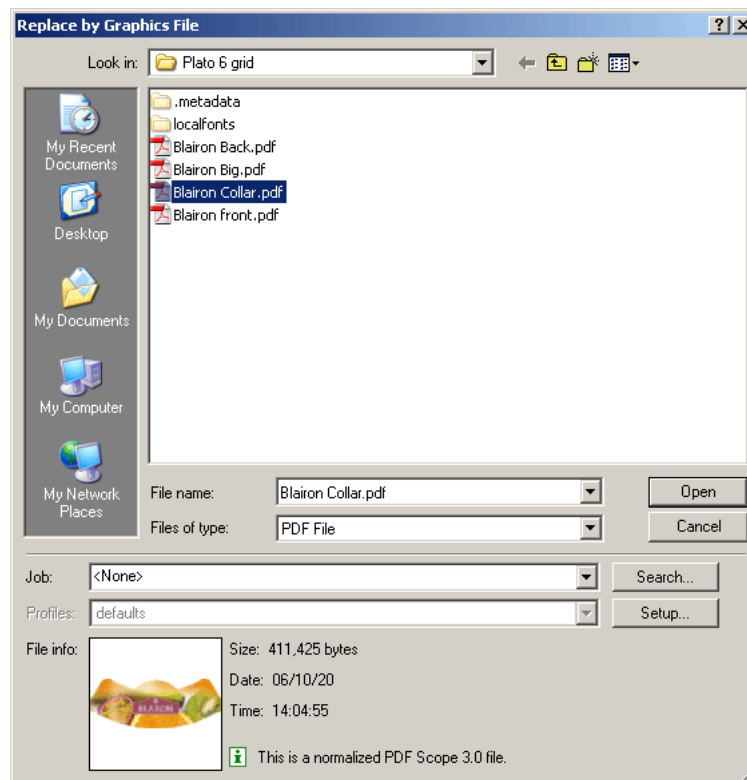 Replace by Graphics File
Look in: Plato 6 grid
.metadata
localfonts
Blairon Back.pdf
Blairon Big.pdf
Blairon Collar.pdf
Blairon front.pdf
My Recent
Documents
Desktop
My Documents
My Computer
My Network
Places
File name: Blairon Collar.pdf Open
Files of type: PDF File Cancel
Job: <None> Search...
Profiles: defaults Setup...
File info: Size: 411,425 bytes
Date: 06/10/20
Time: 14:04:55
BLAIRON
This is a normalized PDF Scope 3.0 file.